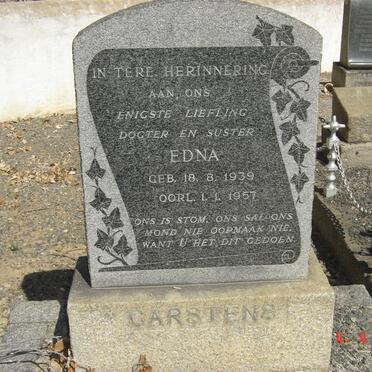 IN TERE HERINNERING
AAN ONS
ENIGSTE LIEFLING
DOGTER EN SUSTER
EDNA
GEB. 18. 8. 1939
OORL. 1. 1. 1957
ONS IS STOM, ONS SAL ONS
MOND NIE OOPMAAK NIE,
WANT U HET DIT GEDOEN.
CARSTENS